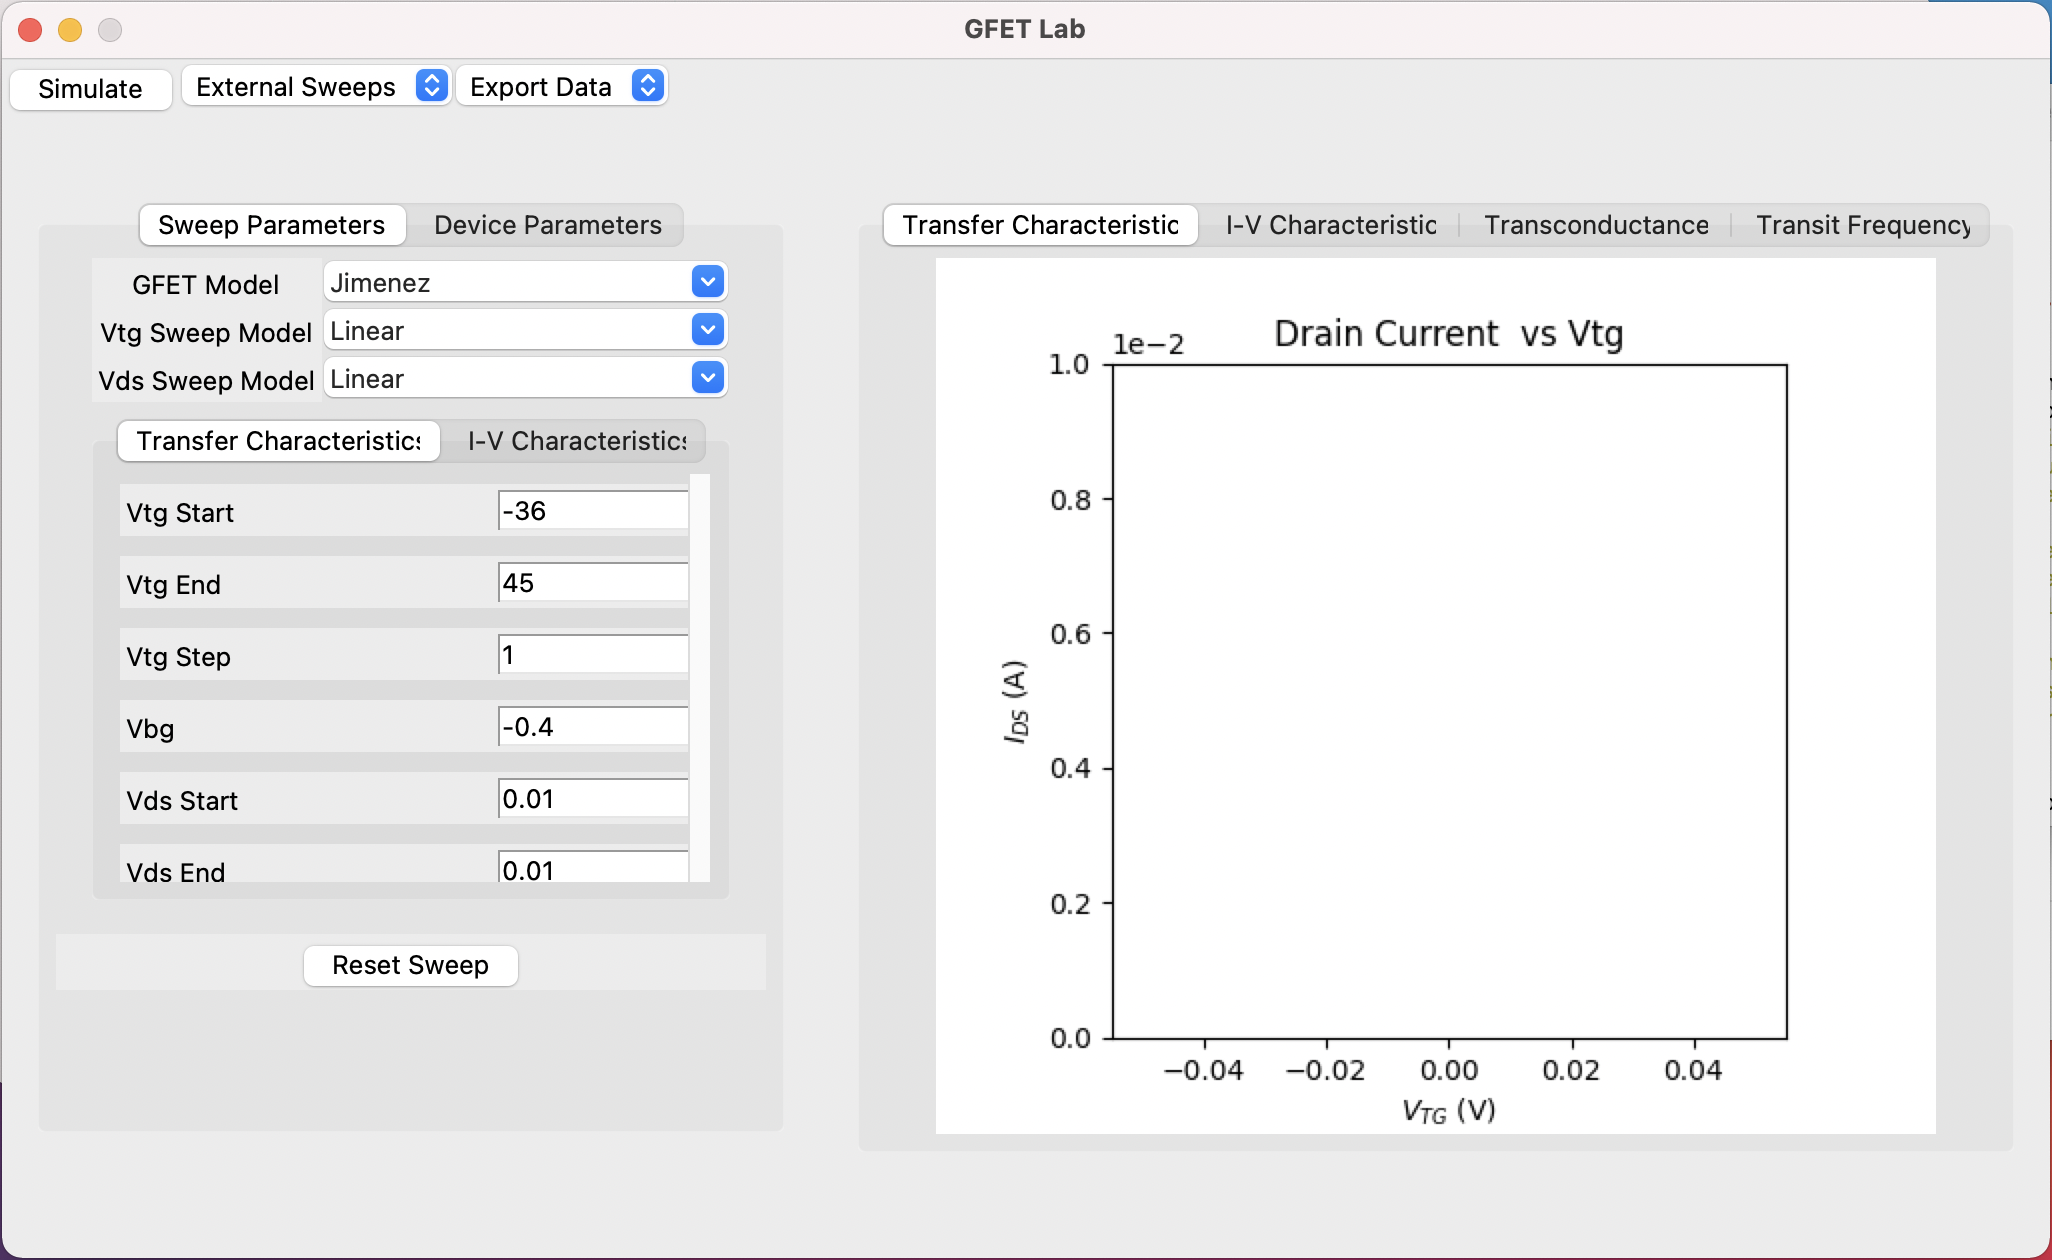 GFET Lab
Simulate
External Sweeps
Export Data
Sweep Parameters
Device Parameters
GFET Model
Jimenez
Vtg Sweep Model
Linear
Vds Sweep Model
Linear
Transfer Characteristics
I-V Characteristics
Vtg Start
-36
Vtg End
45
Vtg Step
1
Vbg
-0.4
Vds Start
0.01
Vds End
0.01
Reset Sweep
Transfer Characteristic
I-V Characteristic
Transconductance
Transit Frequency
Drain Current vs Vtg
1e−2
1.0
0.8
0.6
0.4
0.2
0.0
I_DS (A)
−0.04
−0.02
0.00
0.02
0.04
V_TG (V)